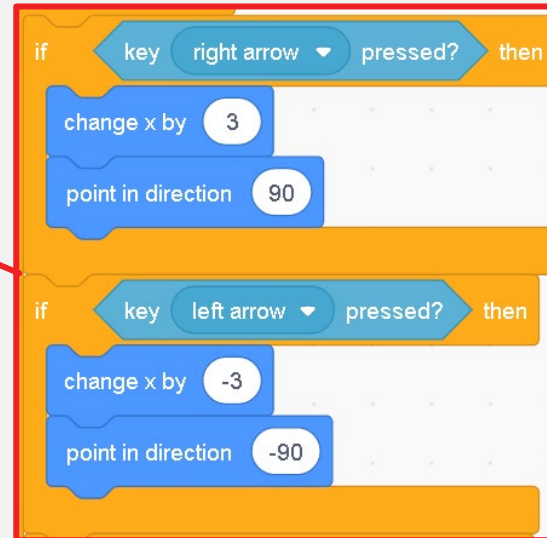 if key right arrow pressed? then
change x by 3
point in direction 90
if key left arrow pressed? then
change x by -3
point in direction -90